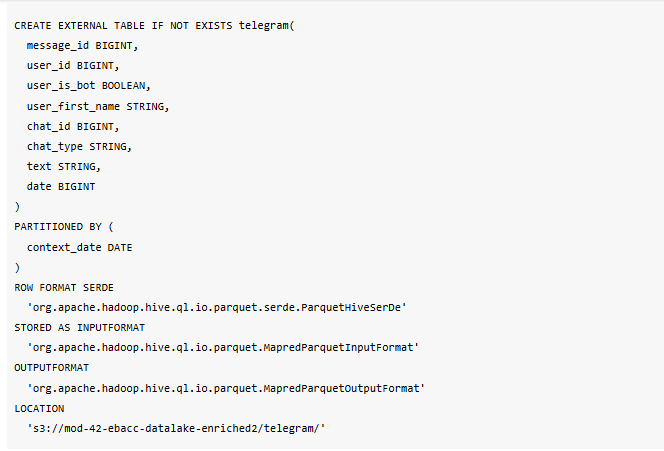 CREATE EXTERNAL TABLE IF NOT EXISTS telegram(
  message_id BIGINT,
  user_id BIGINT,
  user_is_bot BOOLEAN,
  user_first_name STRING,
  chat_id BIGINT,
  chat_type STRING,
  text STRING,
  date BIGINT
)
PARTITIONED BY (
  context_date DATE
)
ROW FORMAT SERDE
  'org.apache.hadoop.hive.ql.io.parquet.serde.ParquetHiveSerDe'
STORED AS INPUTFORMAT
  'org.apache.hadoop.hive.ql.io.parquet.MapredParquetInputFormat'
OUTPUTFORMAT
  'org.apache.hadoop.hive.ql.io.parquet.MapredParquetOutputFormat'
LOCATION
  's3://mod-42-ebacc-datalake-enriched2/telegram/'